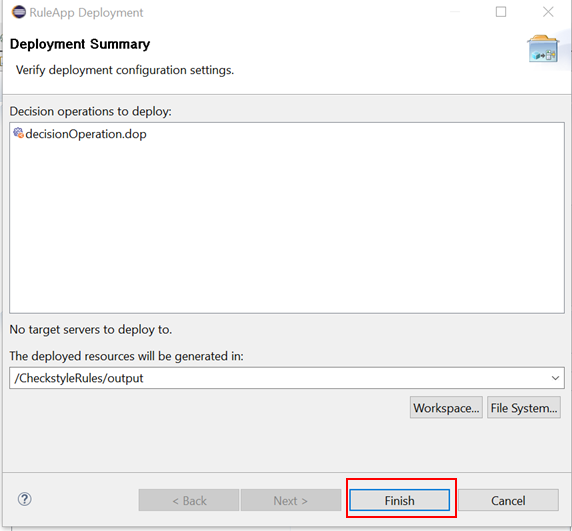 RuleApp Deployment
Deployment Summary
Verify deployment configuration settings.
Decision operations to deploy:
decisionOperation.dop
No target servers to deploy to.
The deployed resources will be generated in:
/CheckstyleRules/output
Workspace... File System...
? < Back Next > Finish Cancel